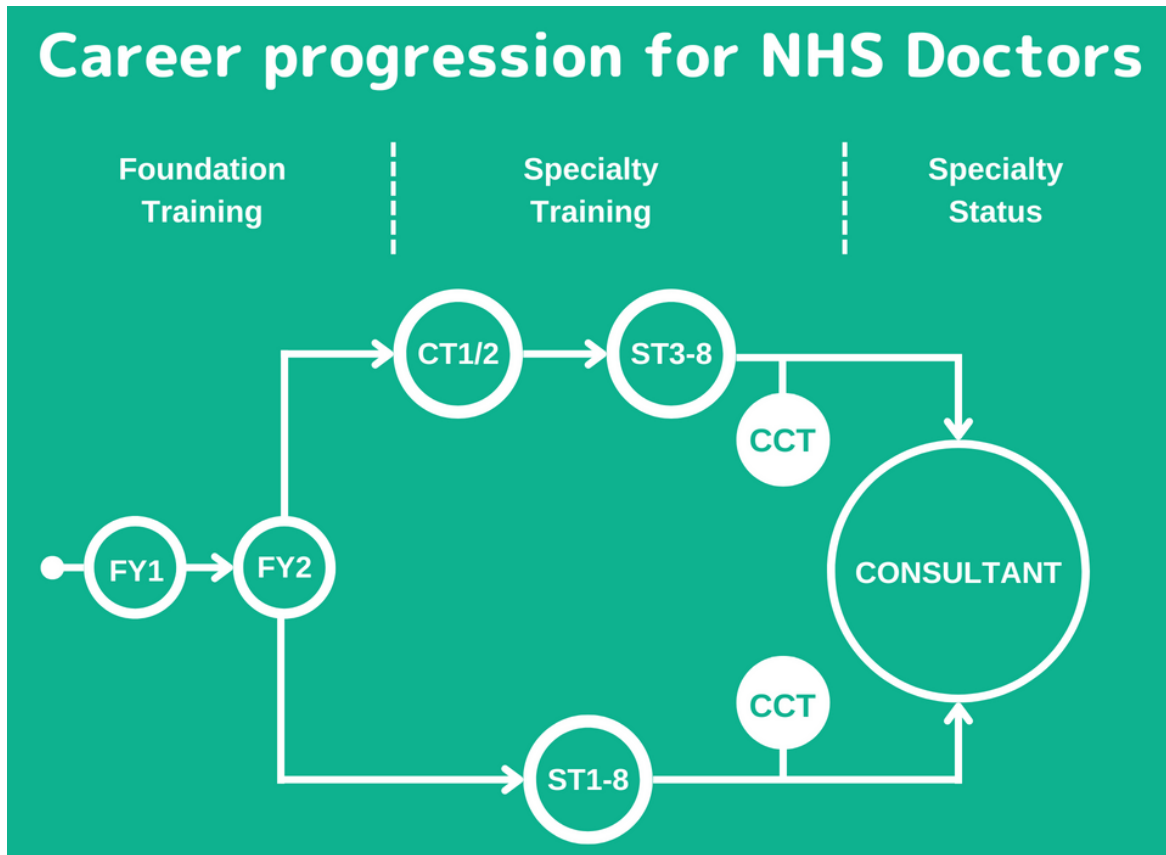 Career progression for NHS Doctors
Foundation
Training
Specialty
Training
Specialty
Status
CT1/2
ST3-8
CCT
FY1
FY2
CONSULTANT
CCT
ST1-8